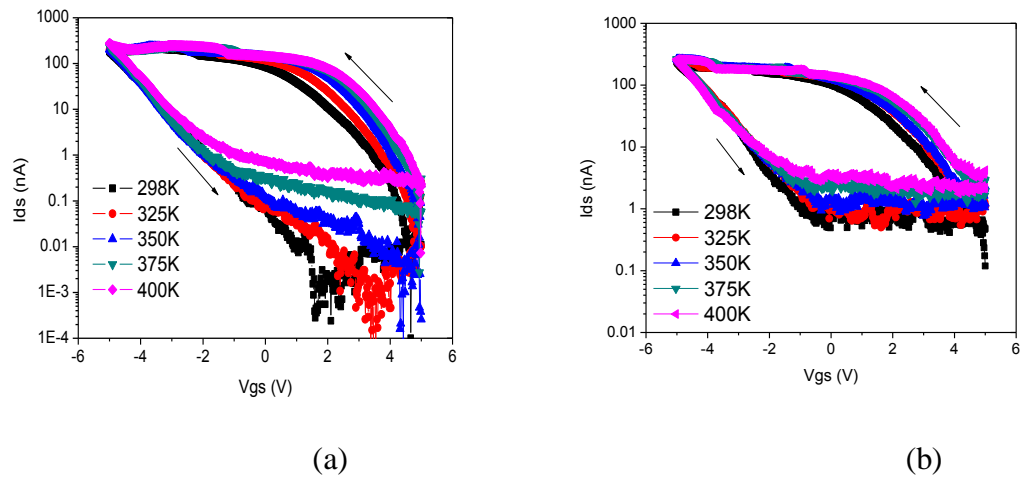 1000
100
10
1
0.1
0.01
1E-3
1E-4
Ids (nA)
298K
325K
350K
375K
400K
-6 -4 -2 0 2 4 6
Vgs (V)
(a)
1000
100
10
1
0.1
0.01
Ids (nA)
298K
325K
350K
375K
400K
-6 -4 -2 0 2 4 6
Vgs (V)
(b)